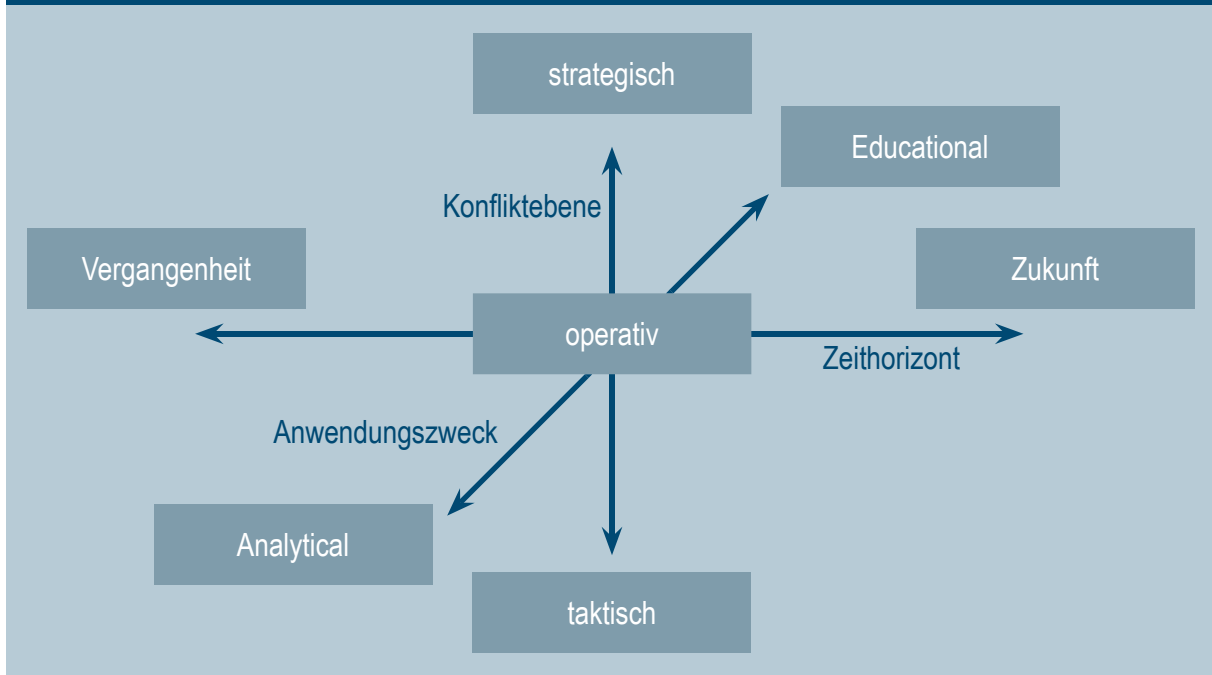 strategisch
Educational
Konfliktebene
Vergangenheit
Zukunft
operativ
Zeithorizont
Anwendungszweck
Analytical
taktisch